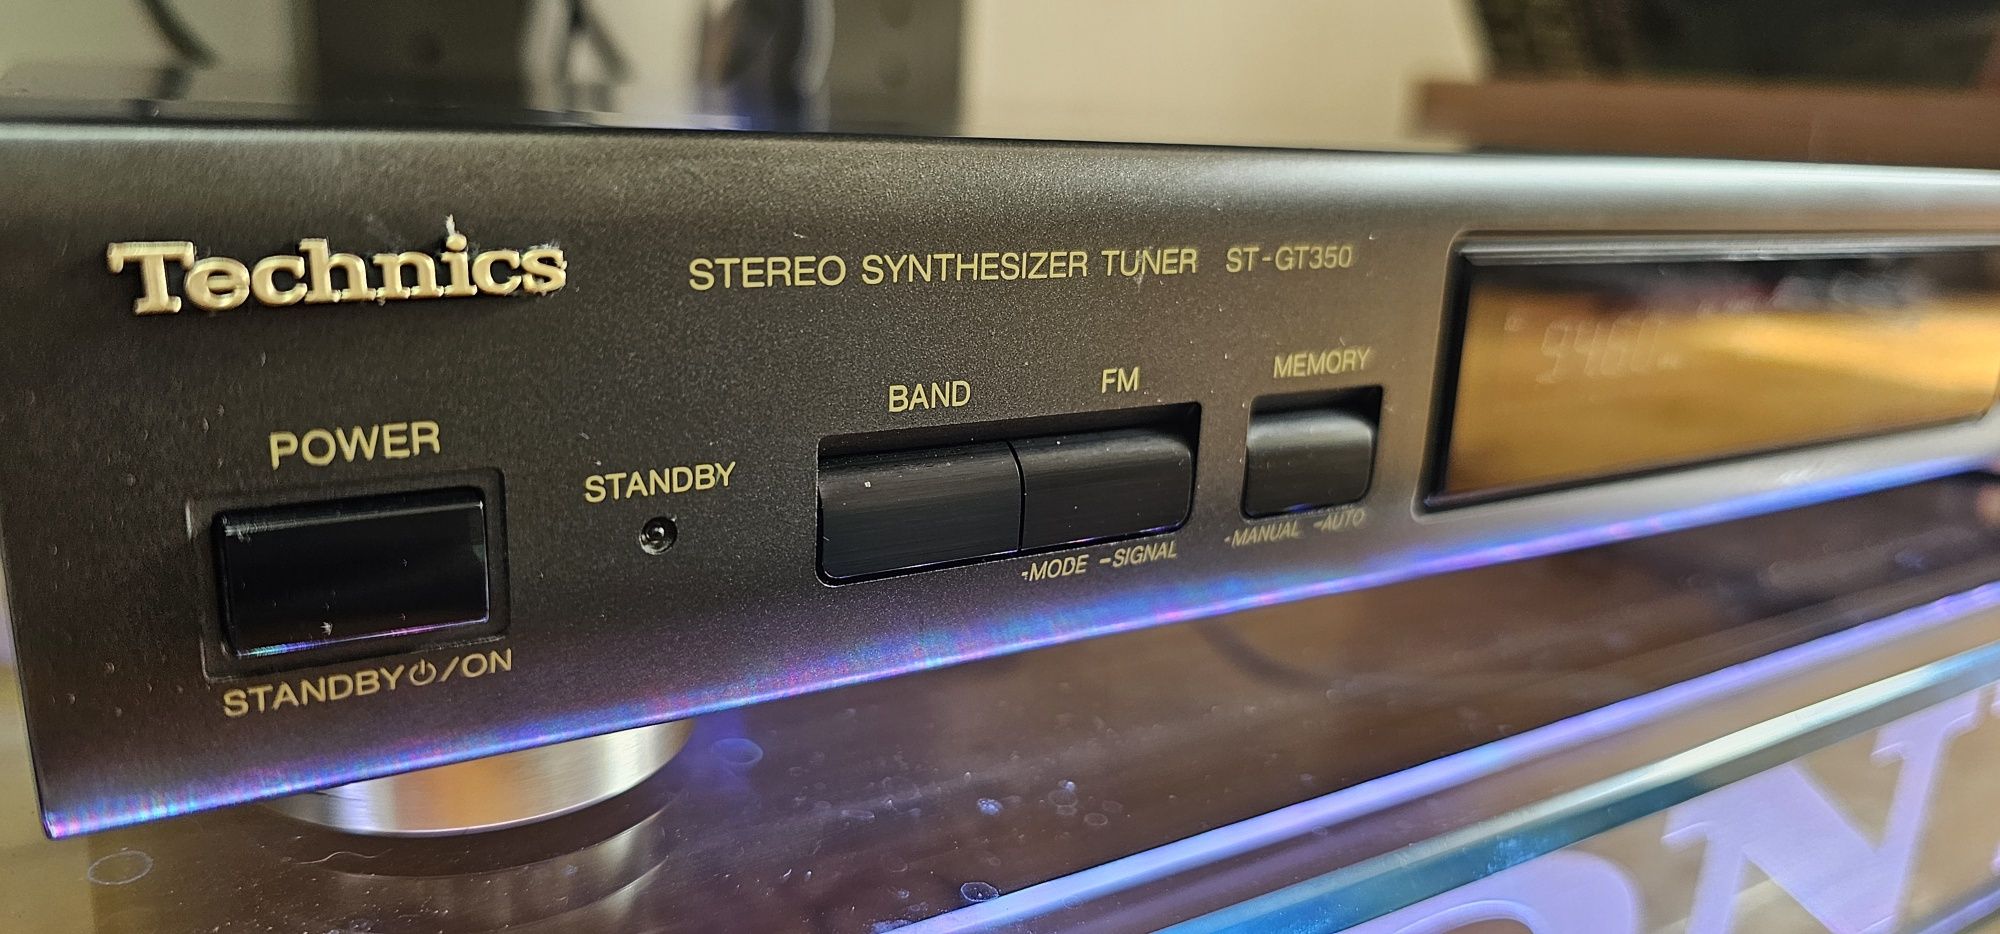 Technics
STEREO SYNTHESIZER TUNER ST-GT350
POWER
STANDBY⏻/ON
STANDBY
BAND
FM
-MODE –SIGNAL
MEMORY
-MANUAL –AUTO